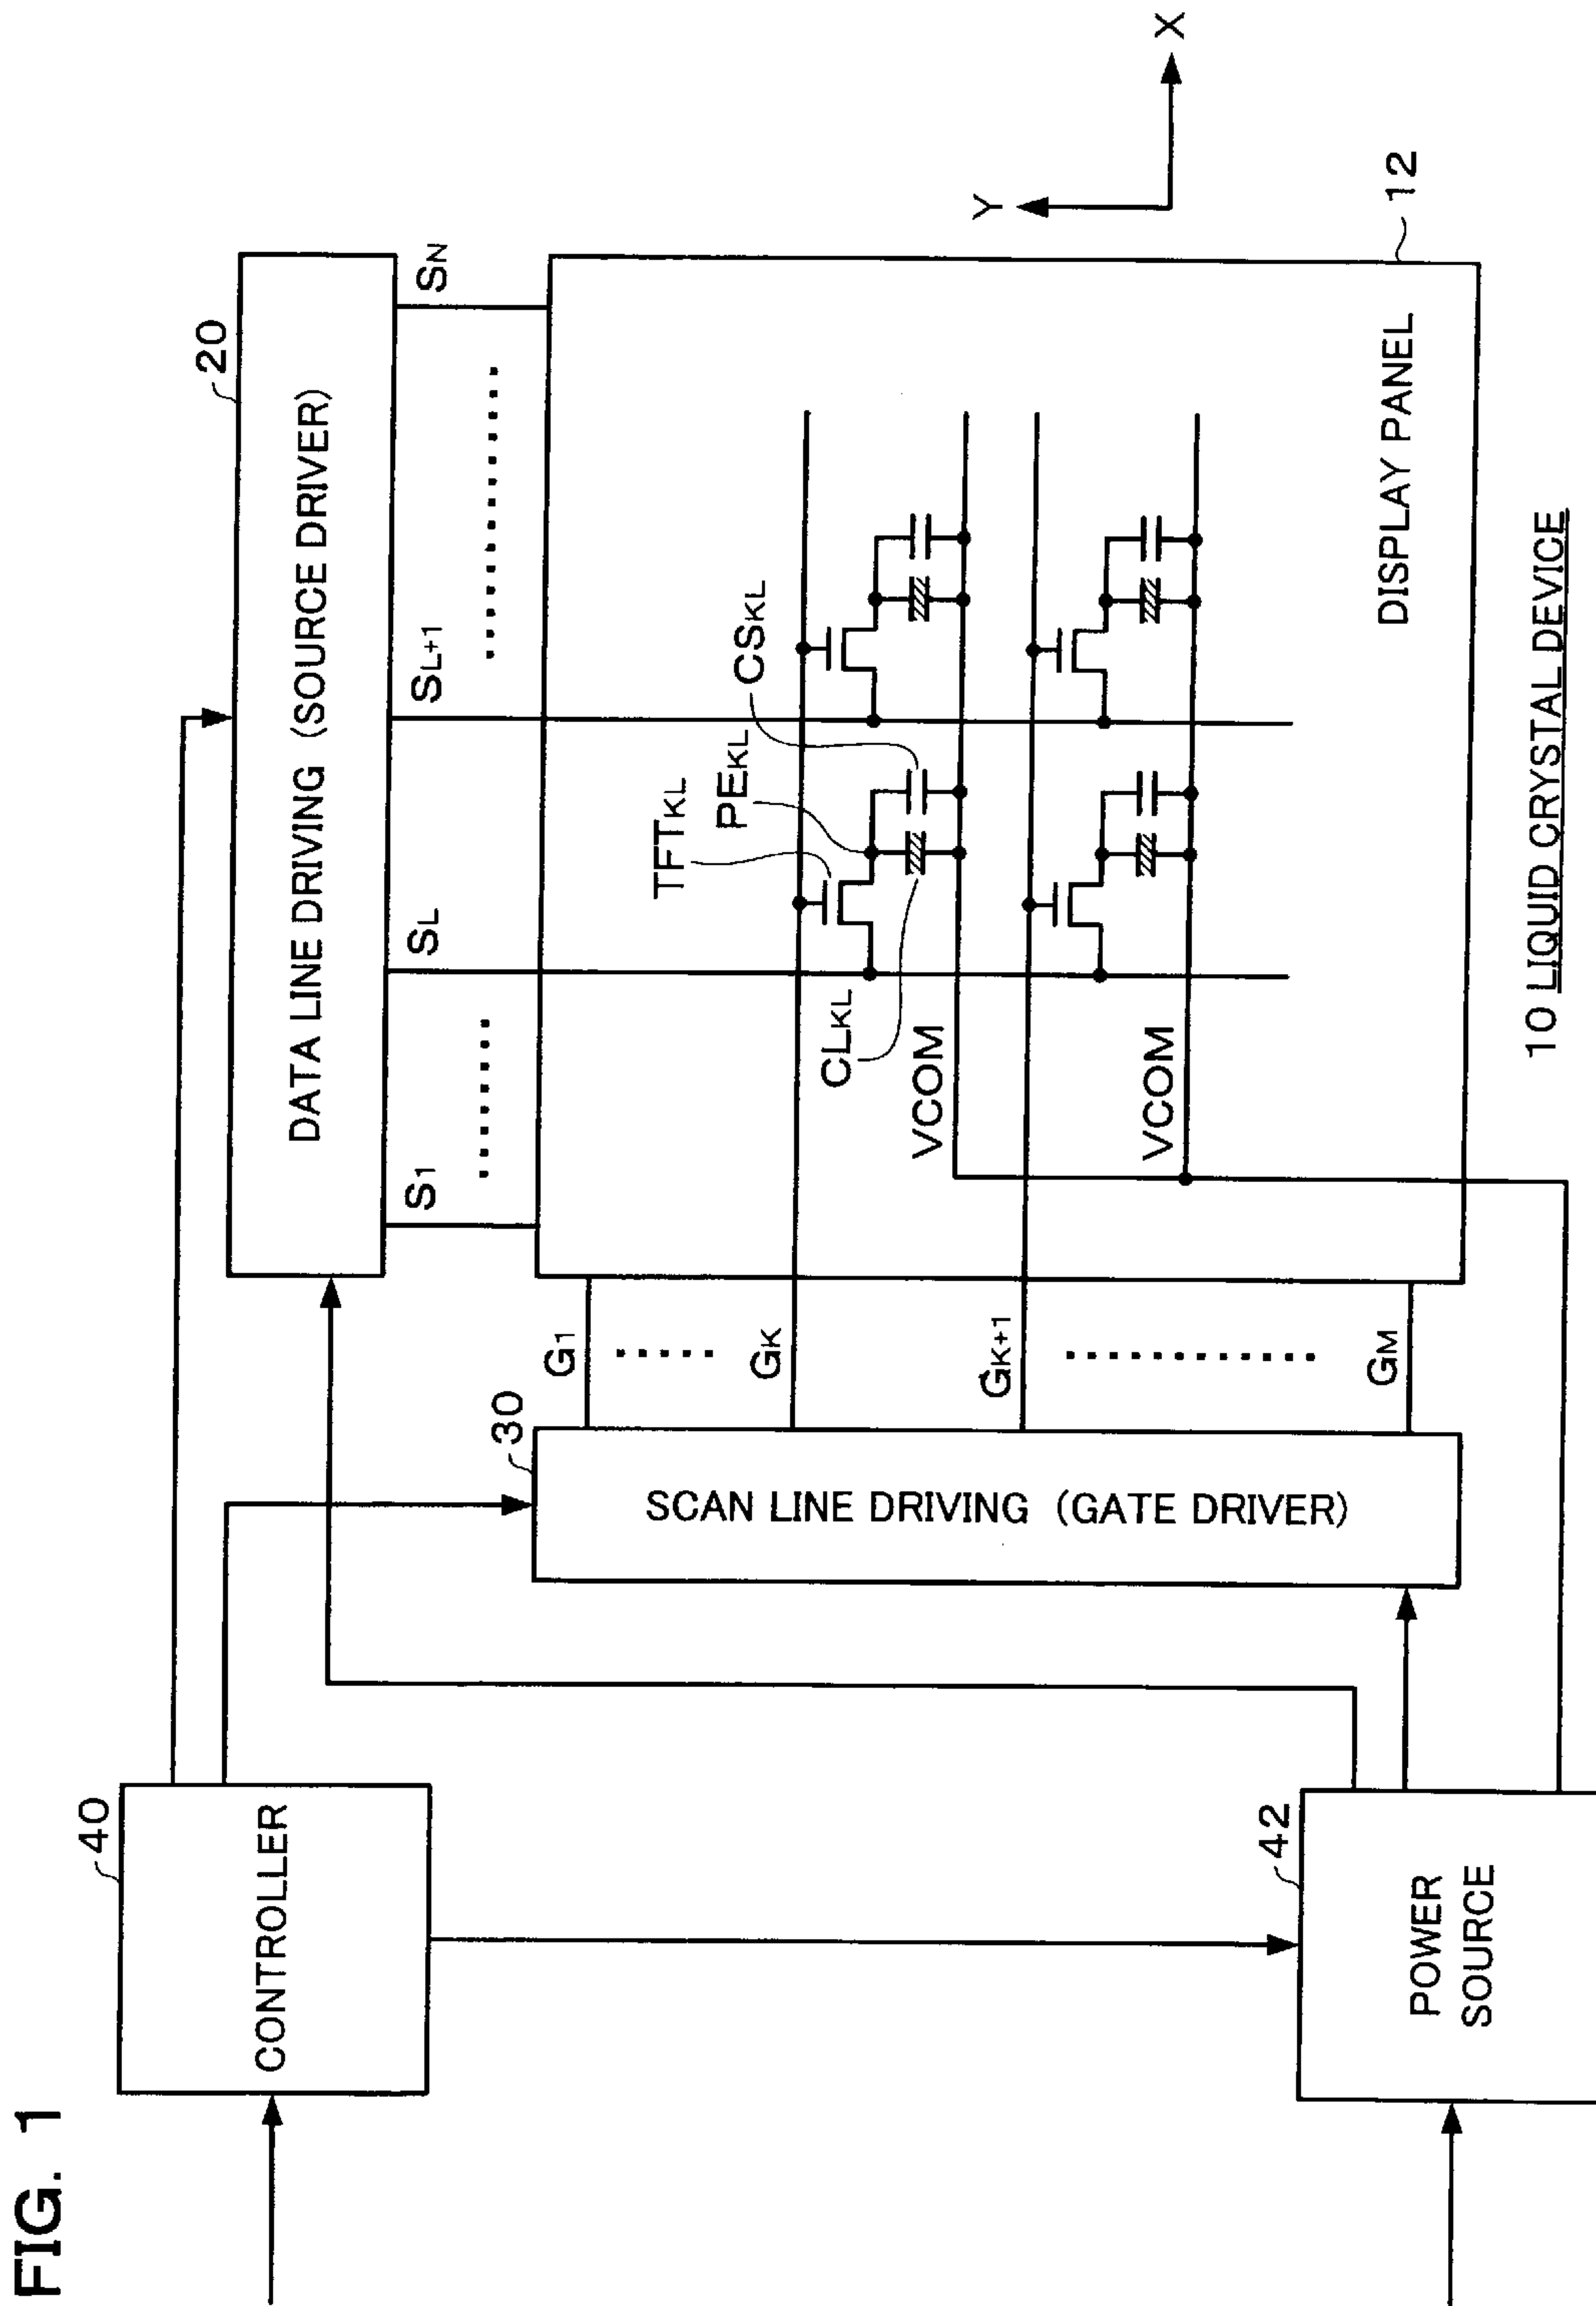 FIG. 1
40
CONTROLLER
42
POWER
SOURCE
30
SCAN LINE DRIVING (GATE DRIVER)
20
DATA LINE DRIVING (SOURCE DRIVER)
S1
SL
SL+1
SN
G1
GK
GK+1
GM
TFTKL
PEKL
CSKL
CLKL
VCOM
VCOM
DISPLAY PANEL
12
Y
X
10 LIQUID CRYSTAL DEVICE